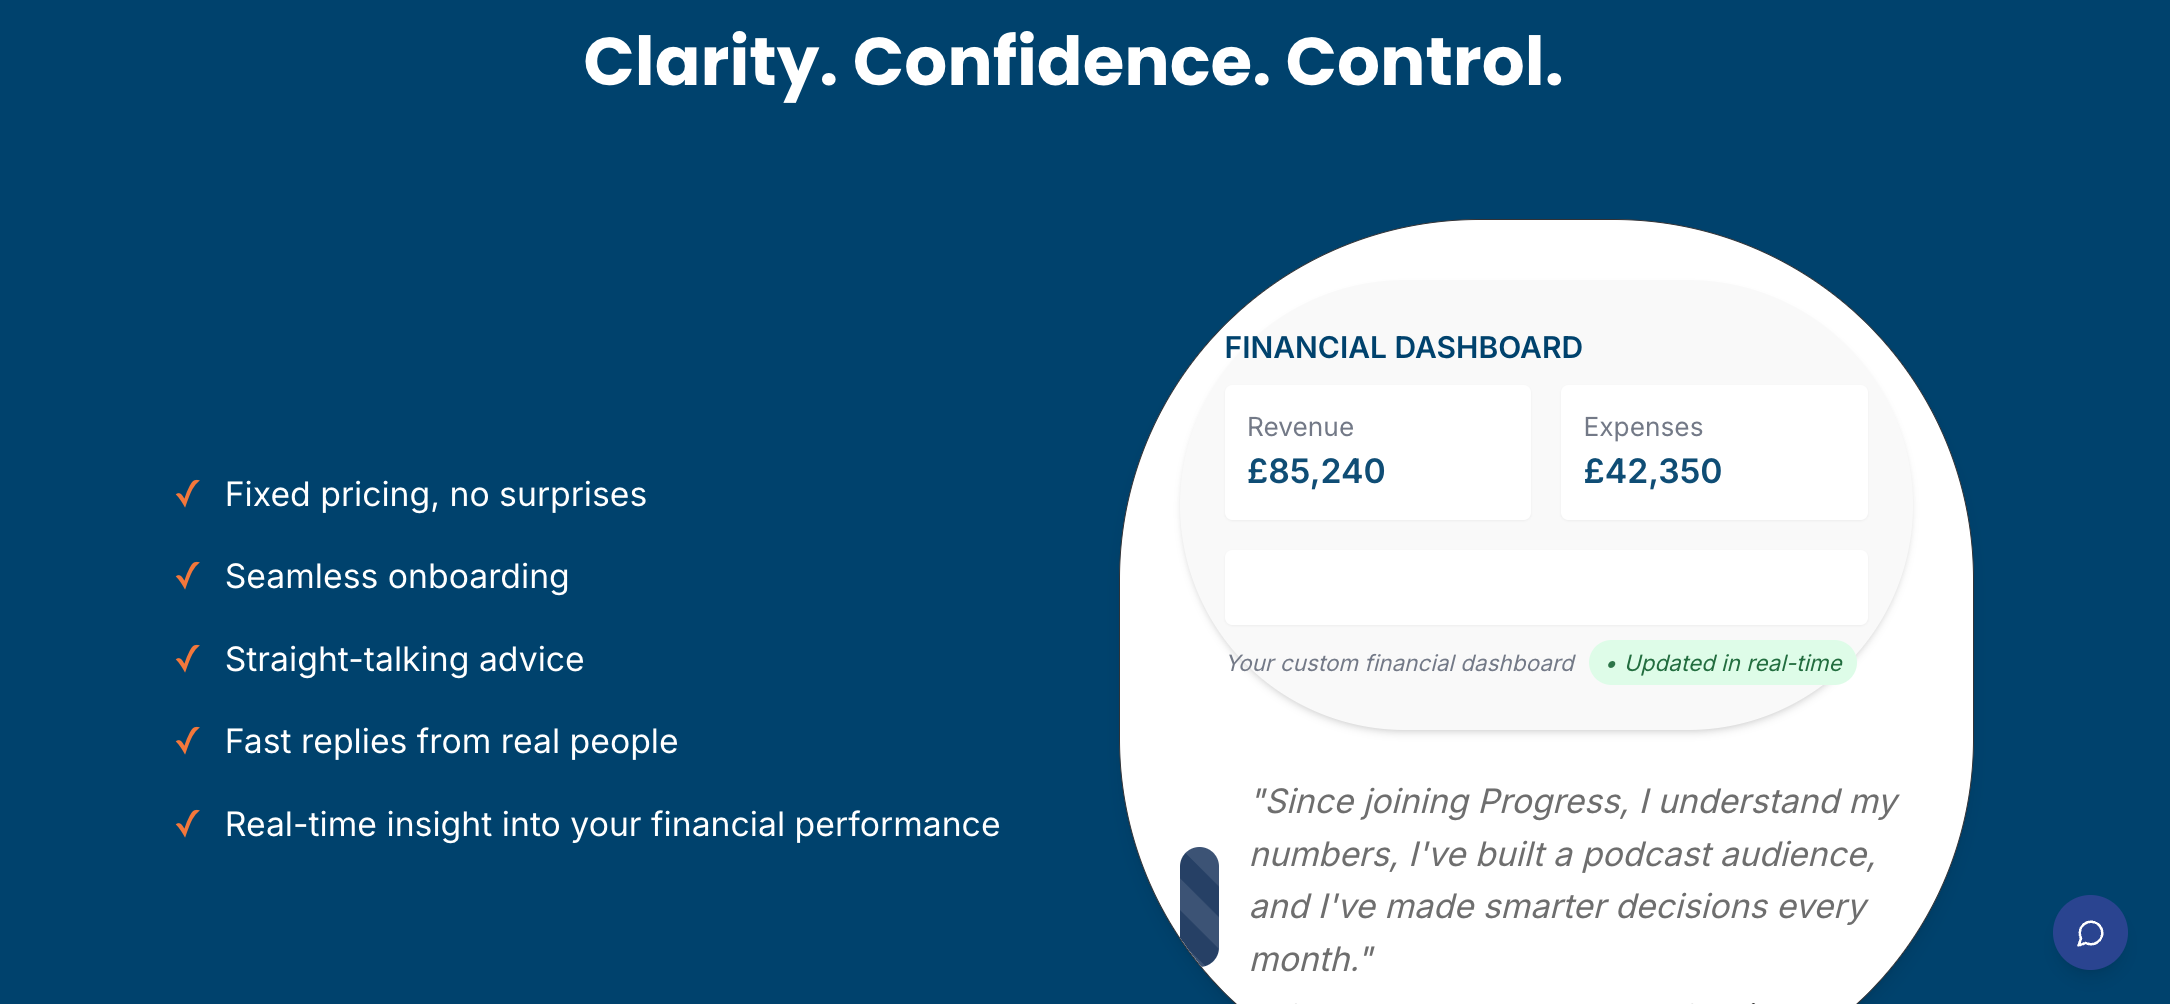 Clarity. Confidence. Control.
✓ Fixed pricing, no surprises
✓ Seamless onboarding
✓ Straight-talking advice
✓ Fast replies from real people
✓ Real-time insight into your financial performance
FINANCIAL DASHBOARD
Revenue
£85,240
Expenses
£42,350
Your custom financial dashboard
• Updated in real-time
"Since joining Progress, I understand my
numbers, I've built a podcast audience,
and I've made smarter decisions every
month."